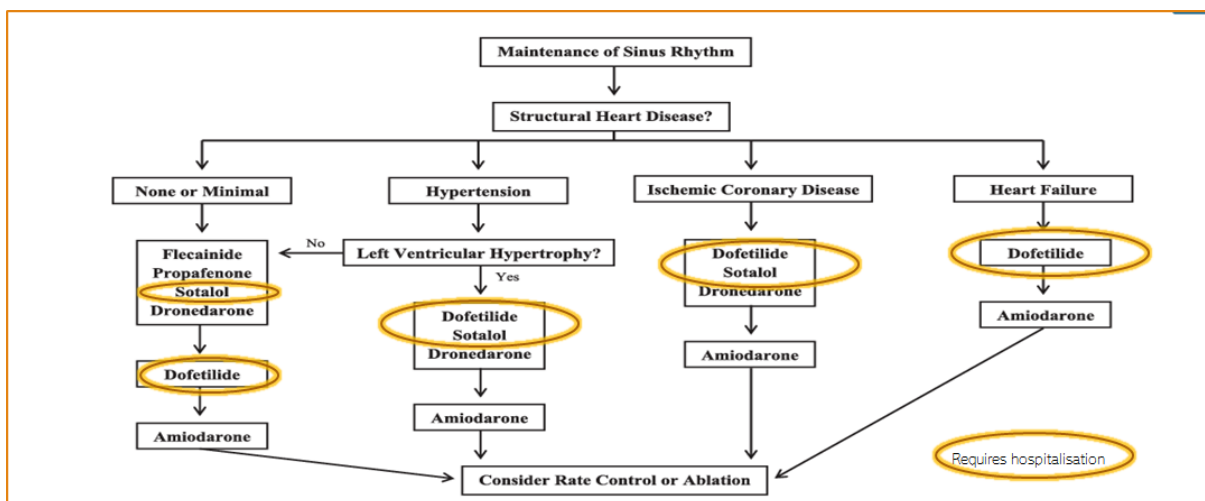 Maintenance of Sinus Rhythm
Structural Heart Disease?
None or Minimal
Hypertension
Ischemic Coronary Disease
Heart Failure
Flecainide
Propafenone
Sotalol
Dronedarone
No
Left Ventricular Hypertrophy?
Yes
Dofetilide
Sotalol
Dronedarone
Dofetilide
Dofetilide
Sotalol
Dronedarone
Amiodarone
Amiodarone
Dofetilide
Amiodarone
Amiodarone
Consider Rate Control or Ablation
Requires hospitalisation